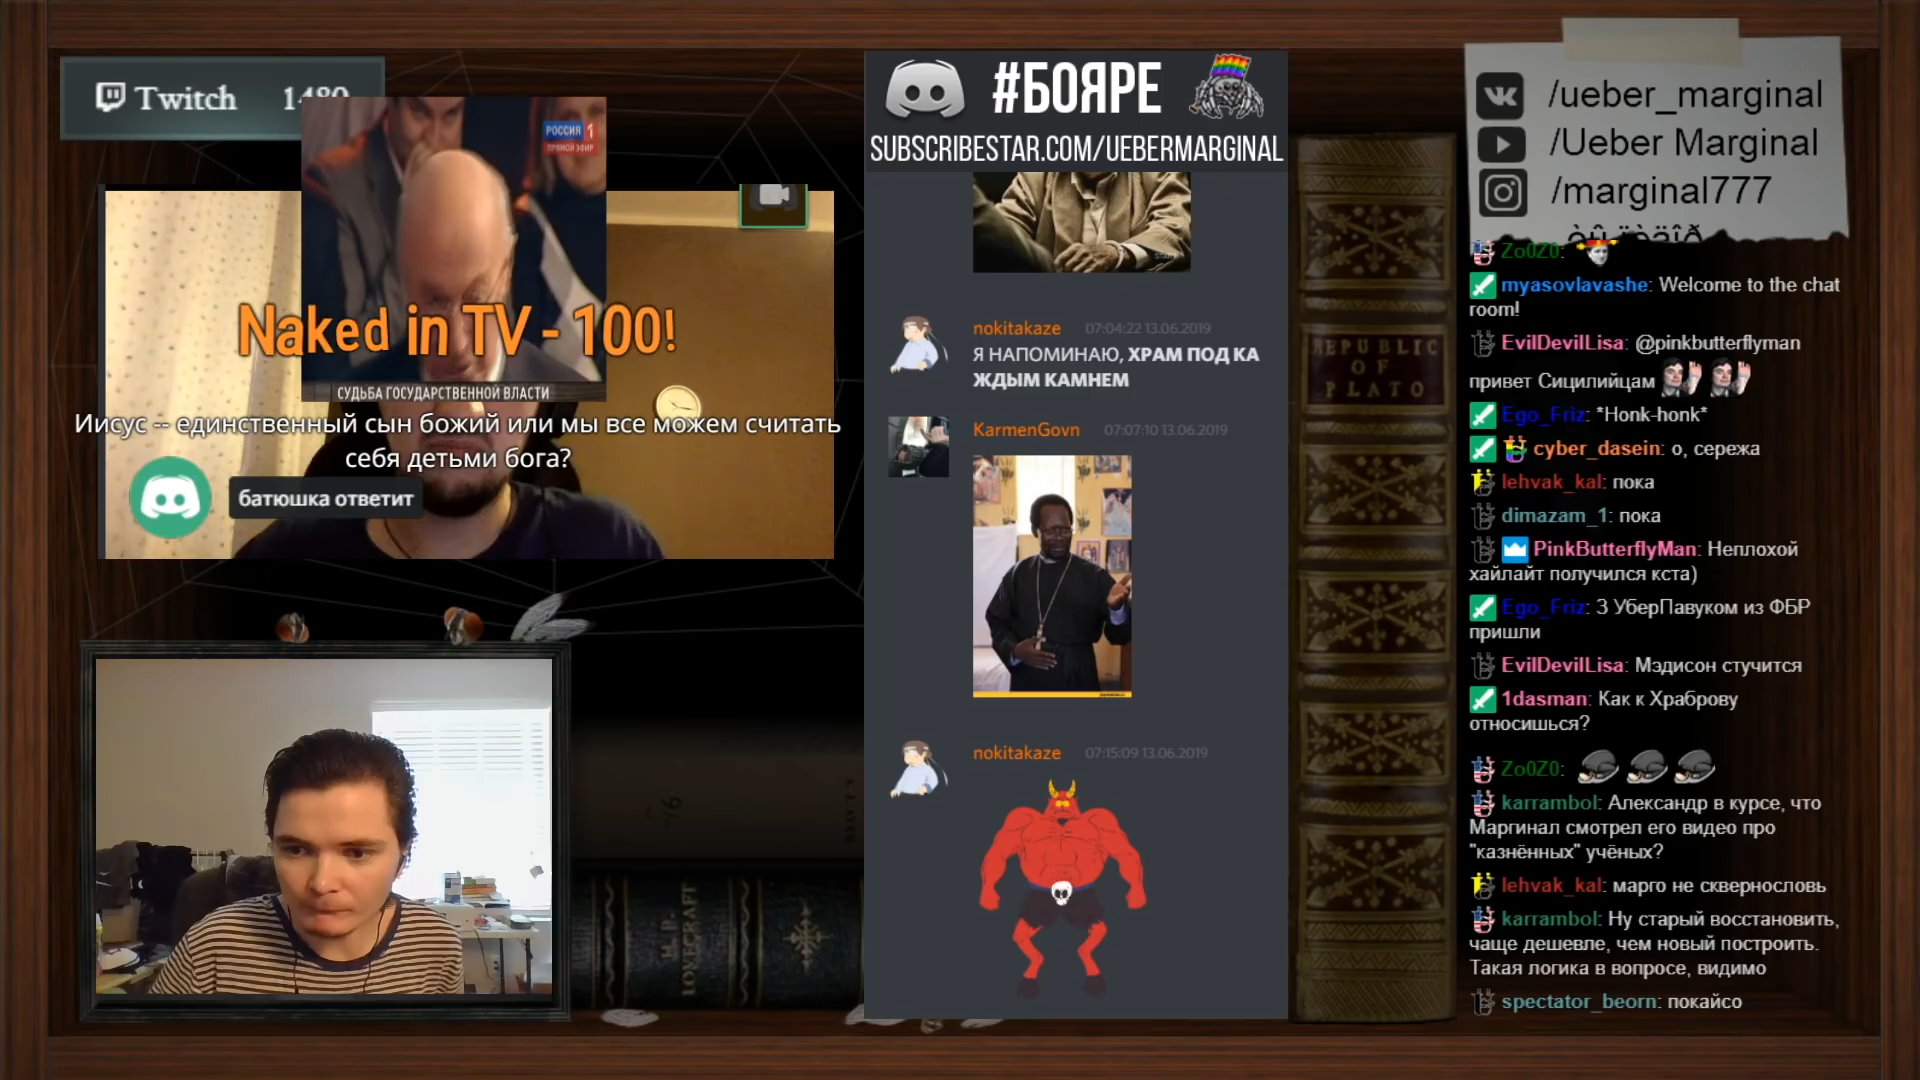 Twitch
РОССИЯ 1
ПРЯМОЙ ЭФИР
Naked in TV - 100!
СУДЬБА ГОСУДАРСТВЕННОЙ ВЛАСТИ
Иисус -- единственный сын божий или мы все можем считать
себя детьми бога?
батюшка ответит
H. P.
LOVECRAFT
#БОЯРЕ
SUBSCRIBESTAR.COM/UEBERMARGINAL
nokitakaze 07:04:22 13.06.2019
Я НАПОМИНАЮ, ХРАМ ПОД КА
ЖДЫМ КАМНЕМ
KarmenGovn 07:07:10 13.06.2019
nokitakaze 07:15:09 13.06.2019
REPUBLIC
OF
PLATO
/ueber_marginal
/Ueber Marginal
/marginal777
Zo0Z0:
myasovlavashe: Welcome to the chat
room!
EvilDevilLisa: @pinkbutterflyman
привет Сицилийцам
Ego_Friz: *Honk-honk*
cyber_dasein: о, сережа
lehvak_kal: пока
dimazam_1: пока
PinkButterflyMan: Неплохой
хайлайт получился кста)
Ego_Friz: З УберПавуком из ФБР
пришли
EvilDevilLisa: Мэдисон стучится
1dasman: Как к Храброву
относишься?
Zo0Z0:
karrambol: Александр в курсе, что
Маргинал смотрел его видео про
"казнённых" учёных?
lehvak_kal: марго не сквернословь
karrambol: Ну старый восстановить,
чаще дешевле, чем новый построить.
Такая логика в вопросе, видимо
spectator_beorn: покайсо